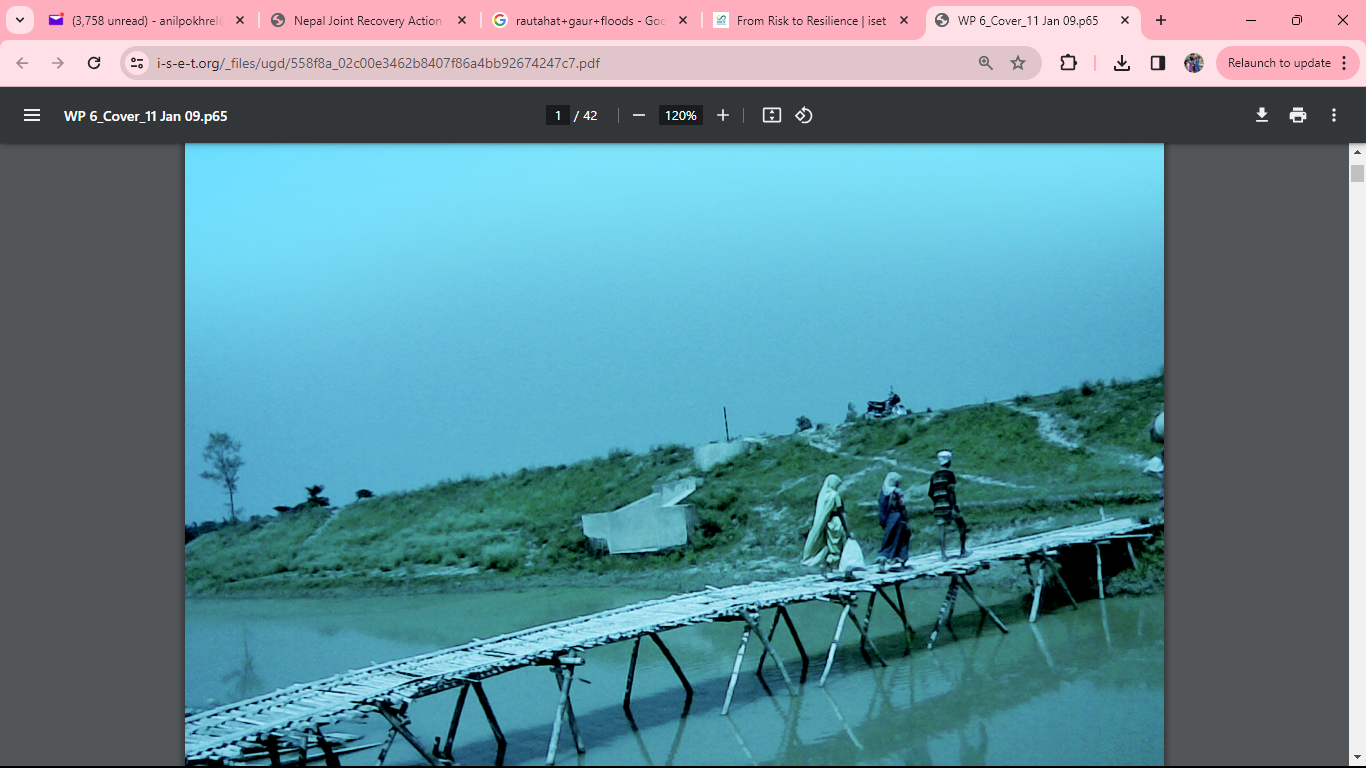 (3,758 unread) - anilpokhrel(
Nepal Joint Recovery Action
rautahat+gaur+floods - Goo
From Risk to Resilience | iset
WP 6_Cover_11 Jan 09.p65
i-s-e-t.org/_files/ugd/558f8a_02c00e3462b8407f86a4bb92674247c7.pdf
Relaunch to update
WP 6_Cover_11 Jan 09.p65
1 / 42
120%